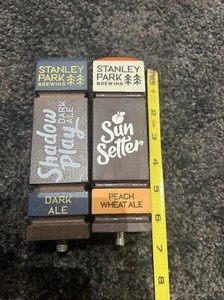 STANLEY
PARK
BREWING
Shadow
Play
DARK
ALE
DARK
ALE
STANLEY
PARK
BREWING
Sun
Setter
PEACH
WHEAT ALE
1
2
3
4
5
6
7
8